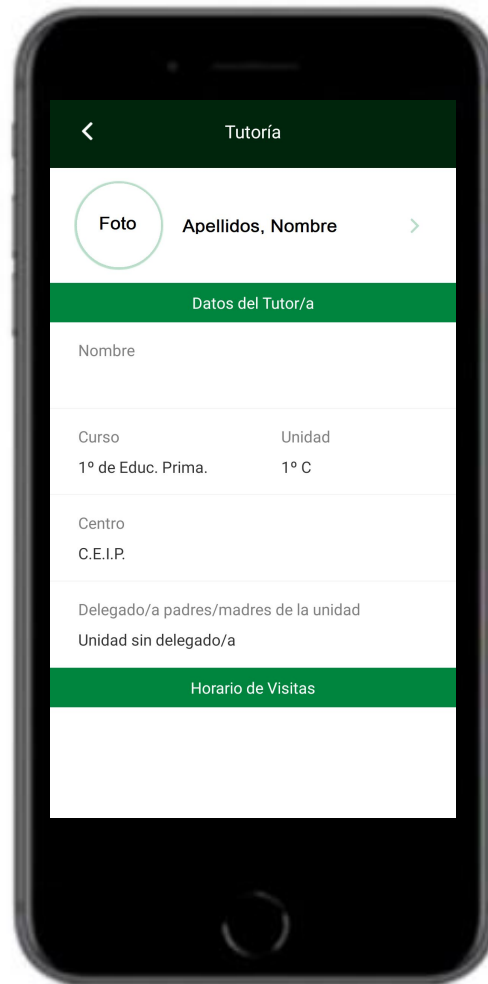 Tutoría
Foto
Apellidos, Nombre
Datos del Tutor/a
Nombre
Curso Unidad
1º de Educ. Prima. 1º C
Centro
C.E.I.P.
Delegado/a padres/madres de la unidad
Unidad sin delegado/a
Horario de Visitas